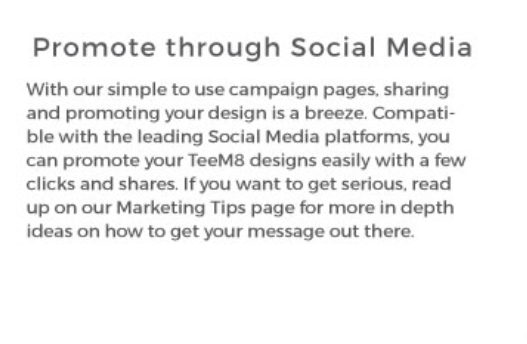 Promote through Social Media
With our simple to use campaign pages, sharing
and promoting your design is a breeze. Compati-
ble with the leading Social Media platforms, you
can promote your TeeM8 designs easily with a few
clicks and shares. If you want to get serious, read
up on our Marketing Tips page for more in depth
ideas on how to get your message out there.